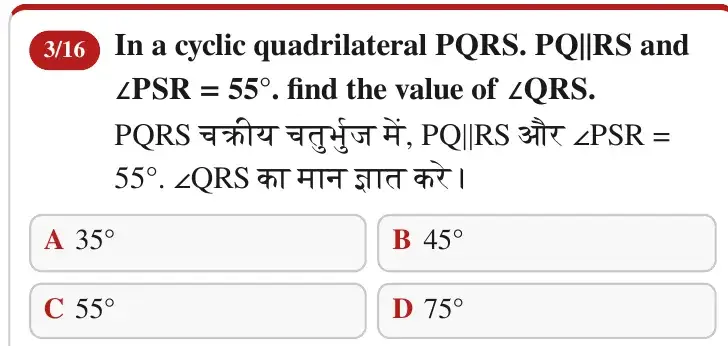 3/16 In a cyclic quadrilateral PQRS. PQ||RS and
∠PSR = 55°. find the value of ∠QRS.
PQRS चक्रीय चतुर्भुज में, PQ||RS और ∠PSR =
55°. ∠QRS का मान ज्ञात करे।
A 35°
B 45°
C 55°
D 75°